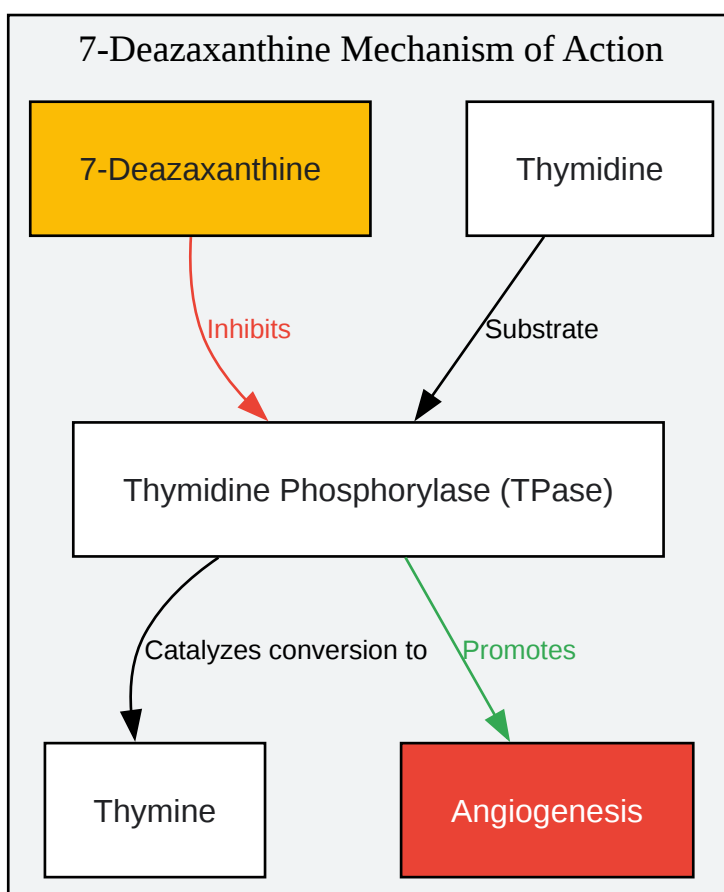 7-Deazaxanthine Mechanism of Action
7-Deazaxanthine
Thymidine
Inhibits
Substrate
Thymidine Phosphorylase (TPase)
Catalyzes conversion to
Promotes
Thymine
Angiogenesis